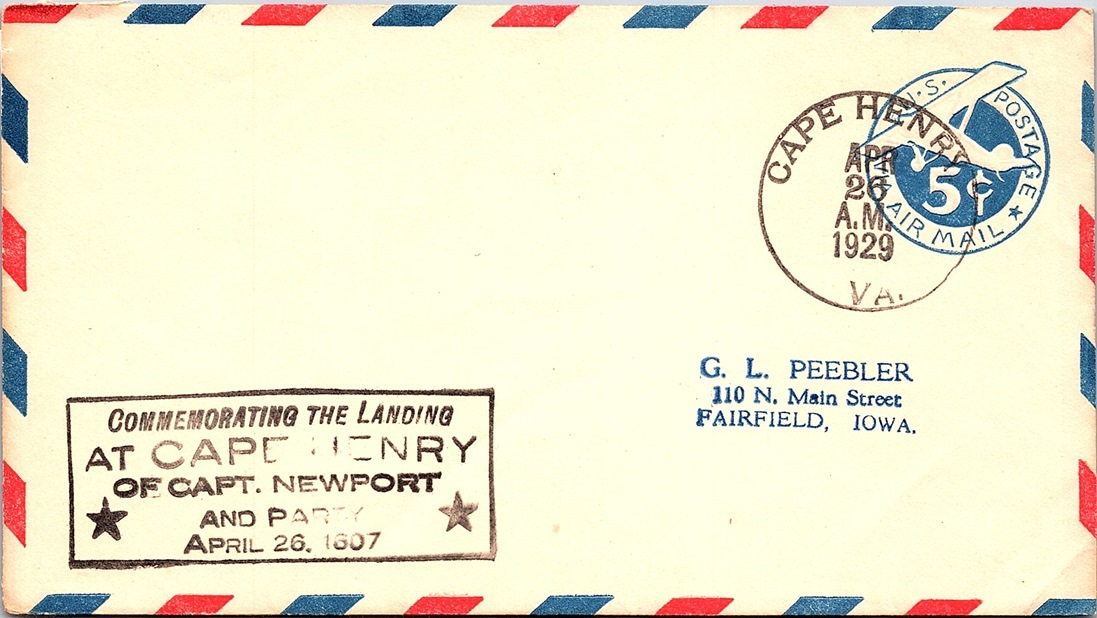 U.S. POSTAGE
VIA AIR MAIL
5¢
CAPE HENRY
APR
26
A.M.
1929
VA.
G. L. PEEBLER
110 N. Main Street
FAIRFIELD, IOWA.
COMMEMORATING THE LANDING
AT CAPE HENRY
OF CAPT. NEWPORT
AND PARTY
APRIL 26, 1607